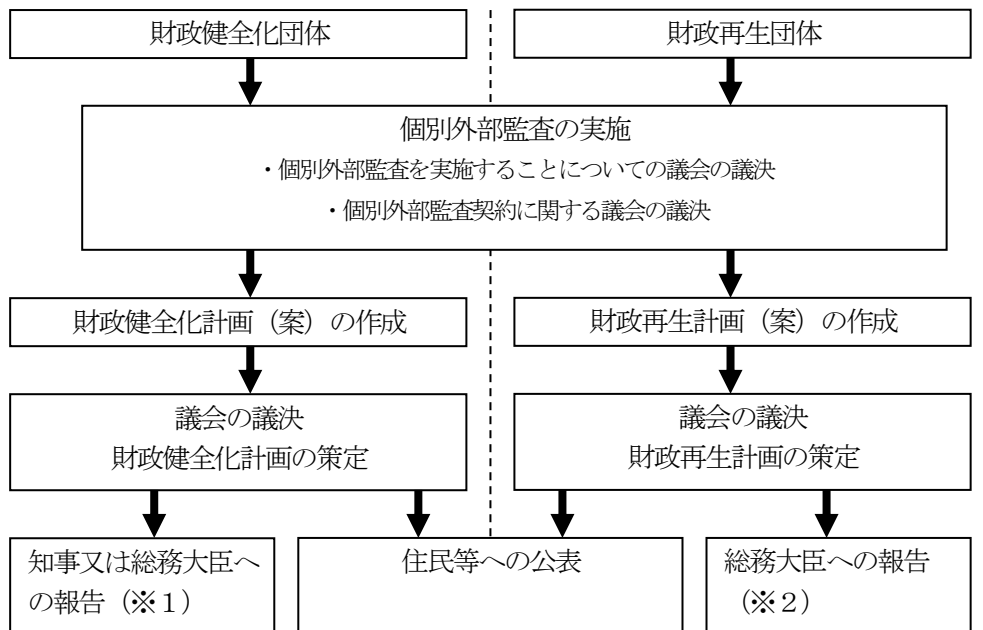 財政健全化団体
財政再生団体
個別外部監査の実施
・個別外部監査を実施することについての議会の議決
・個別外部監査契約に関する議会の議決
財政健全化計画（案）の作成
財政再生計画（案）の作成
議会の議決
財政健全化計画の策定
議会の議決
財政再生計画の策定
知事又は総務大臣へ
の報告（※１）
住民等への公表
総務大臣への報告
（※２）